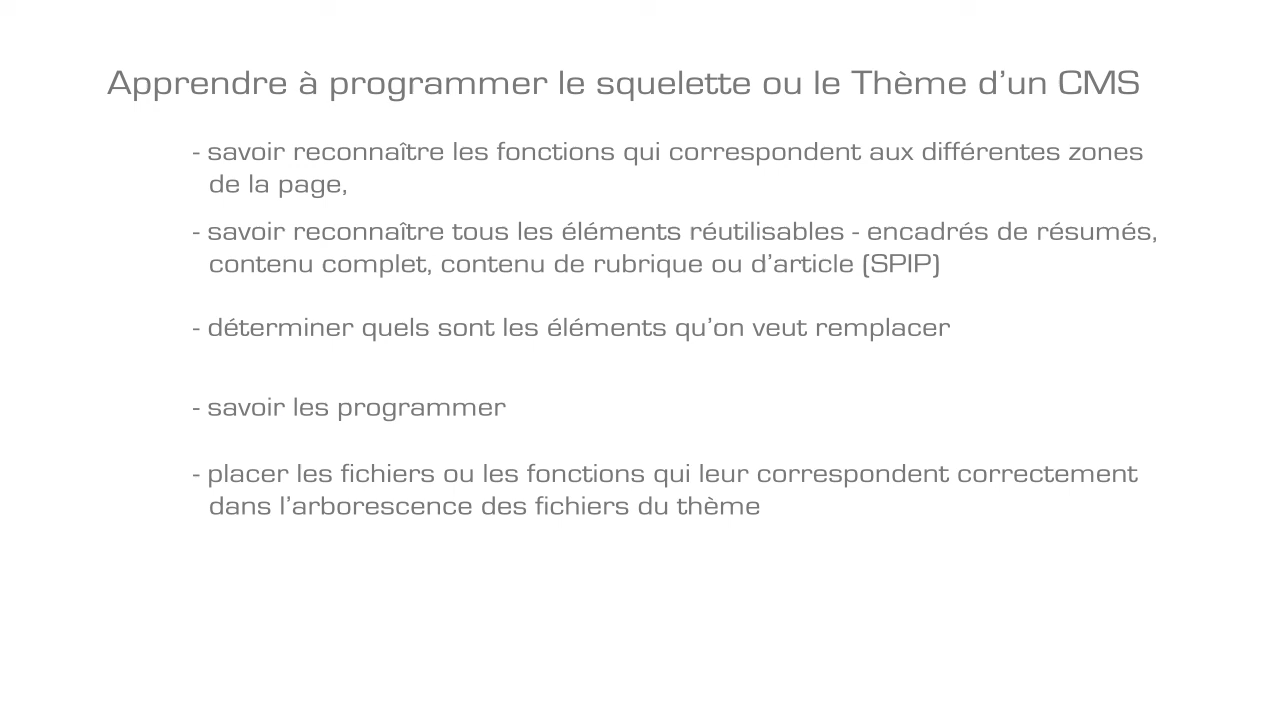 Apprendre à programmer le squelette ou le Thème d’un CMS
- savoir reconnaître les fonctions qui correspondent aux différentes zones
de la page,
- savoir reconnaître tous les éléments réutilisables - encadrés de résumés,
contenu complet, contenu de rubrique ou d’article (SPIP)
- déterminer quels sont les éléments qu’on veut remplacer
- savoir les programmer
- placer les fichiers ou les fonctions qui leur correspondent correctement
dans l’arborescence des fichiers du thème